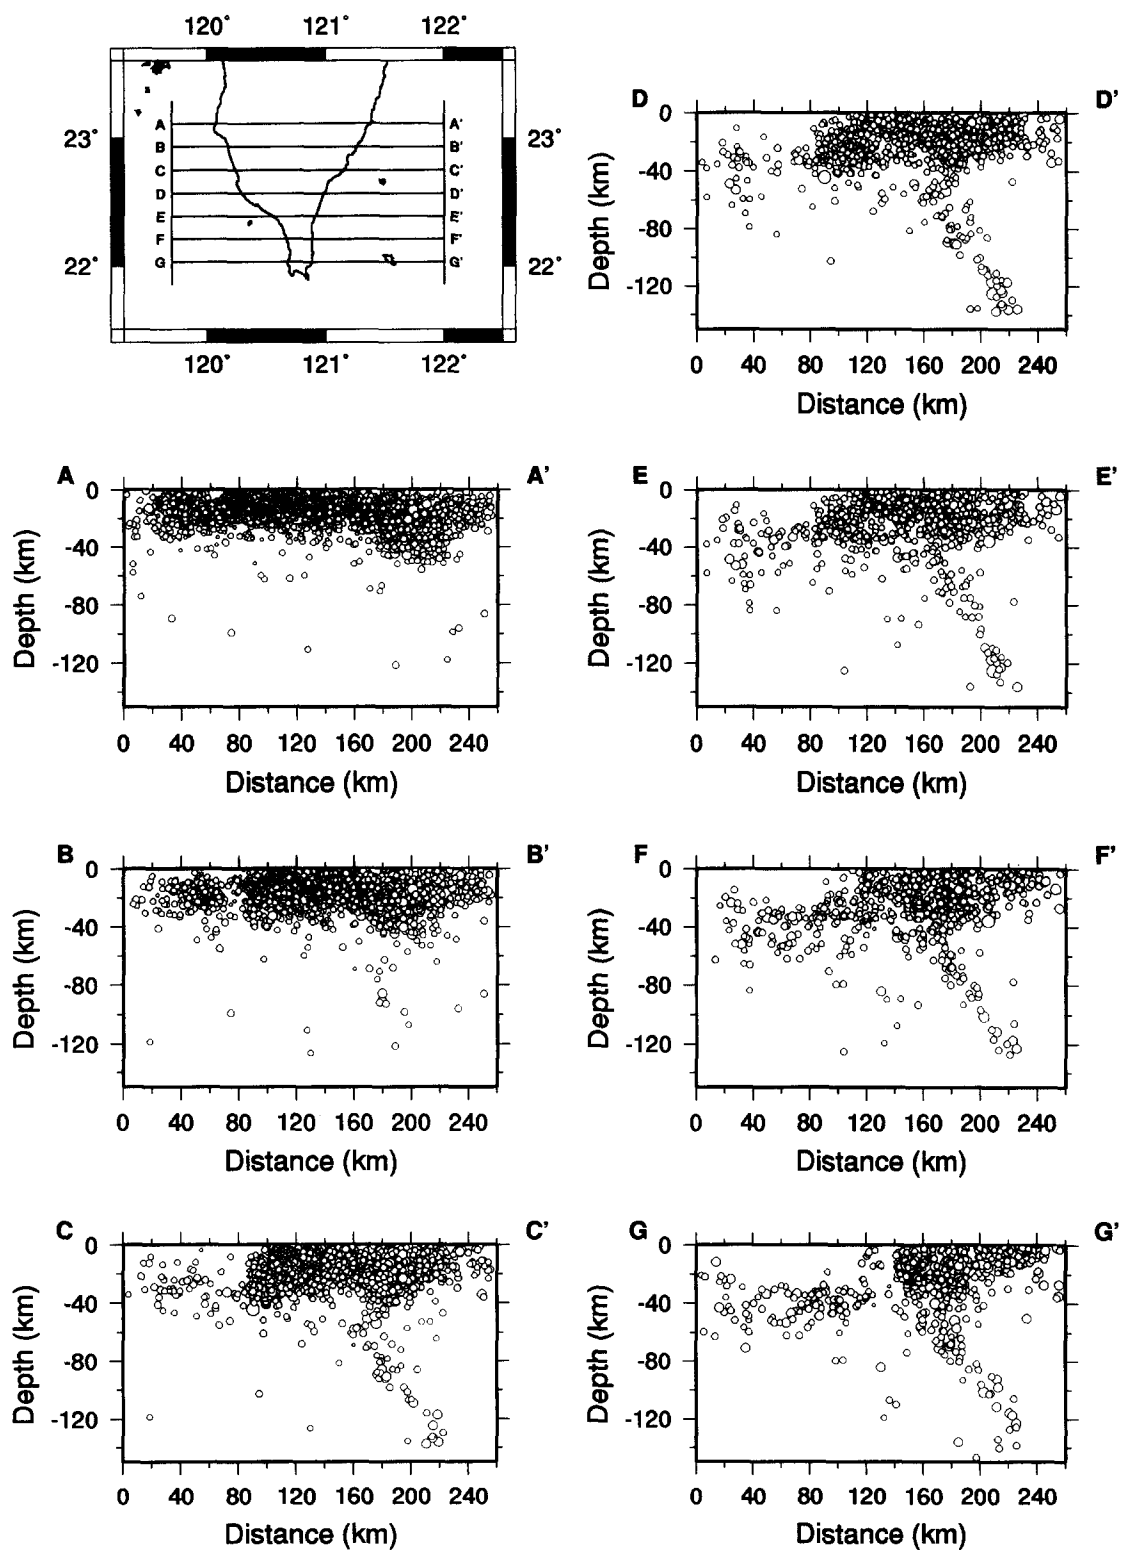 120° 121° 122°
A A'
23° B B' 23°
C C'
D D'
E E'
F F'
22° G G' 22°
120° 121° 122°
D D'
0
-40
-80
-120
Depth (km)
0 40 80 120 160 200 240
Distance (km)
A A'
0
-40
-80
-120
Depth (km)
0 40 80 120 160 200 240
Distance (km)
E E'
0
-40
-80
-120
Depth (km)
0 40 80 120 160 200 240
Distance (km)
B B'
0
-40
-80
-120
Depth (km)
0 40 80 120 160 200 240
Distance (km)
F F'
0
-40
-80
-120
Depth (km)
0 40 80 120 160 200 240
Distance (km)
C C'
0
-40
-80
-120
Depth (km)
0 40 80 120 160 200 240
Distance (km)
G G'
0
-40
-80
-120
Depth (km)
0 40 80 120 160 200 240
Distance (km)